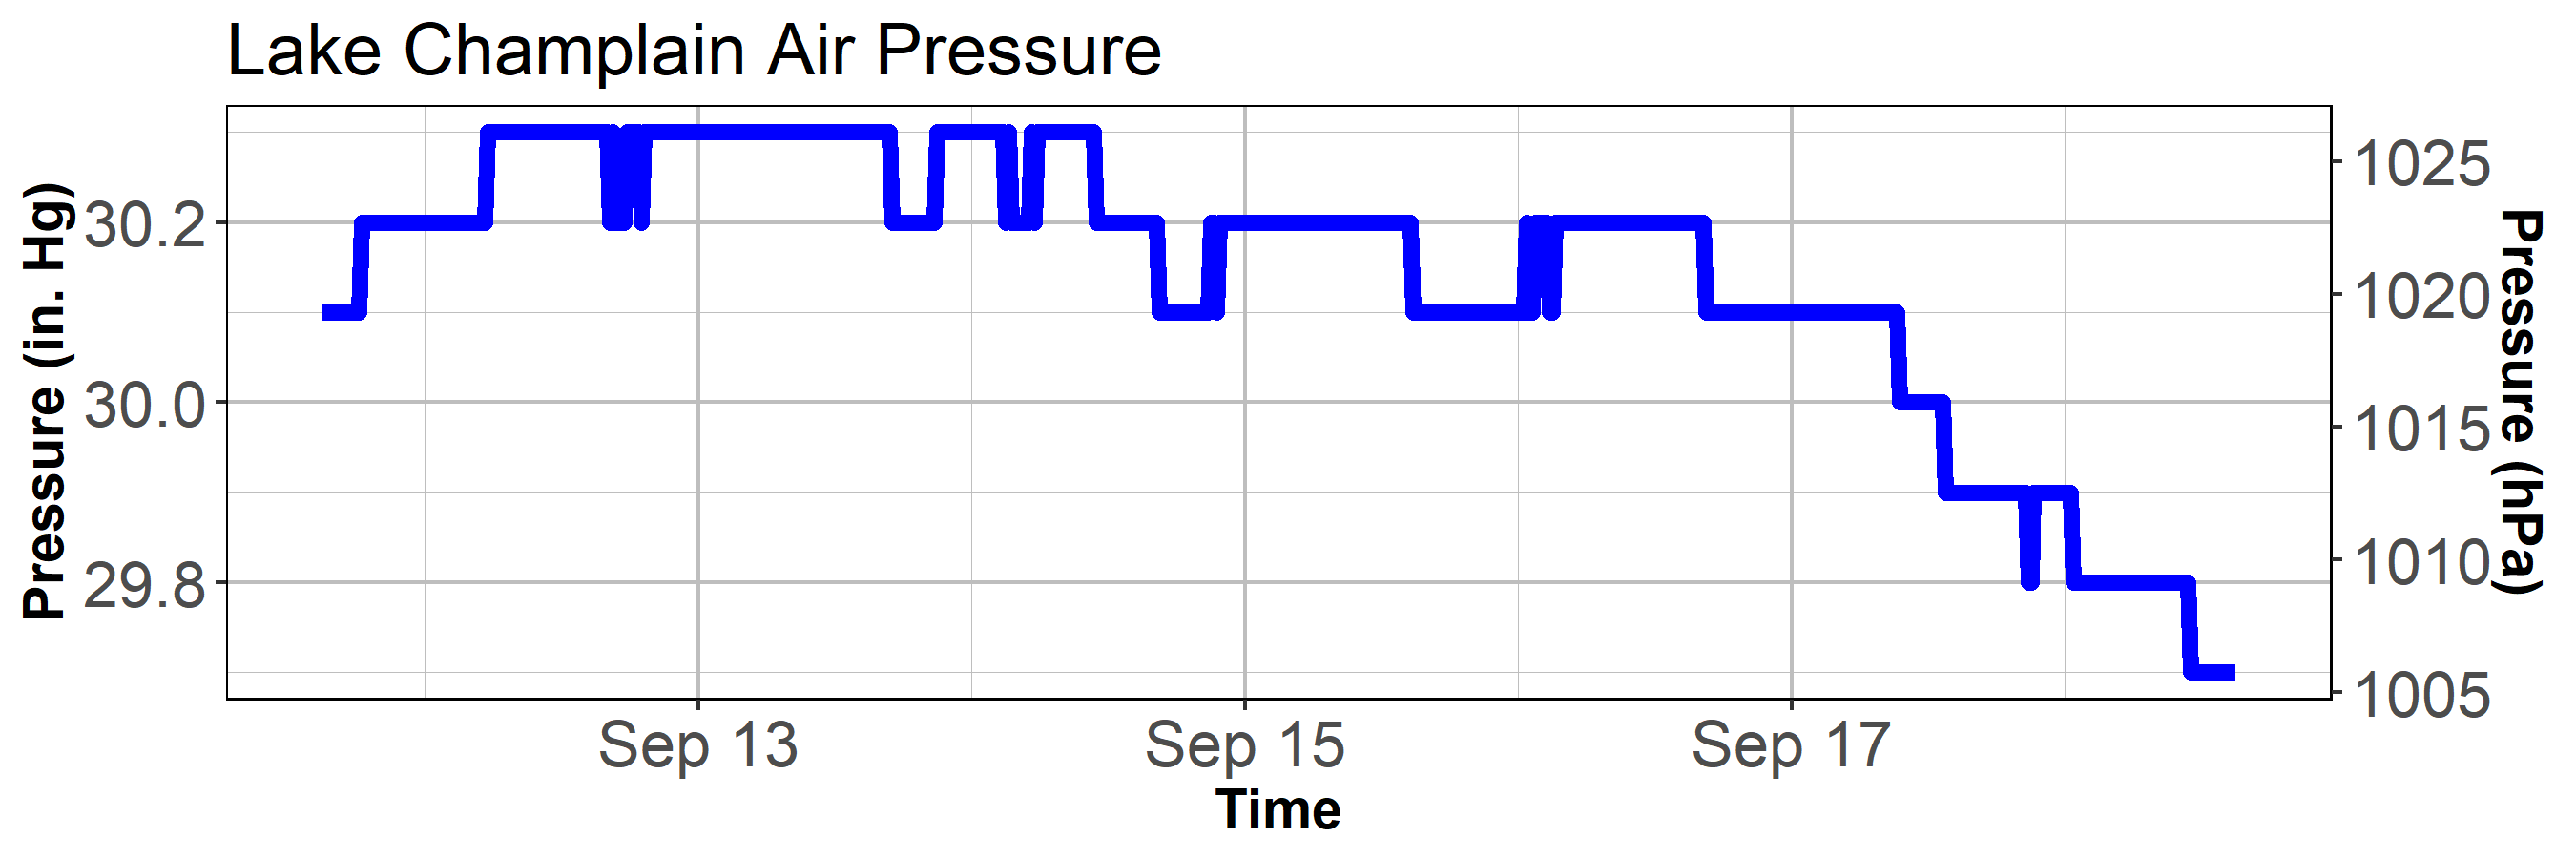 Lake Champlain Air Pressure
Pressure (in. Hg)
30.2
30.0
29.8
1025
1020
1015
1010
1005
Pressure (hPa)
Sep 13
Sep 15
Sep 17
Time